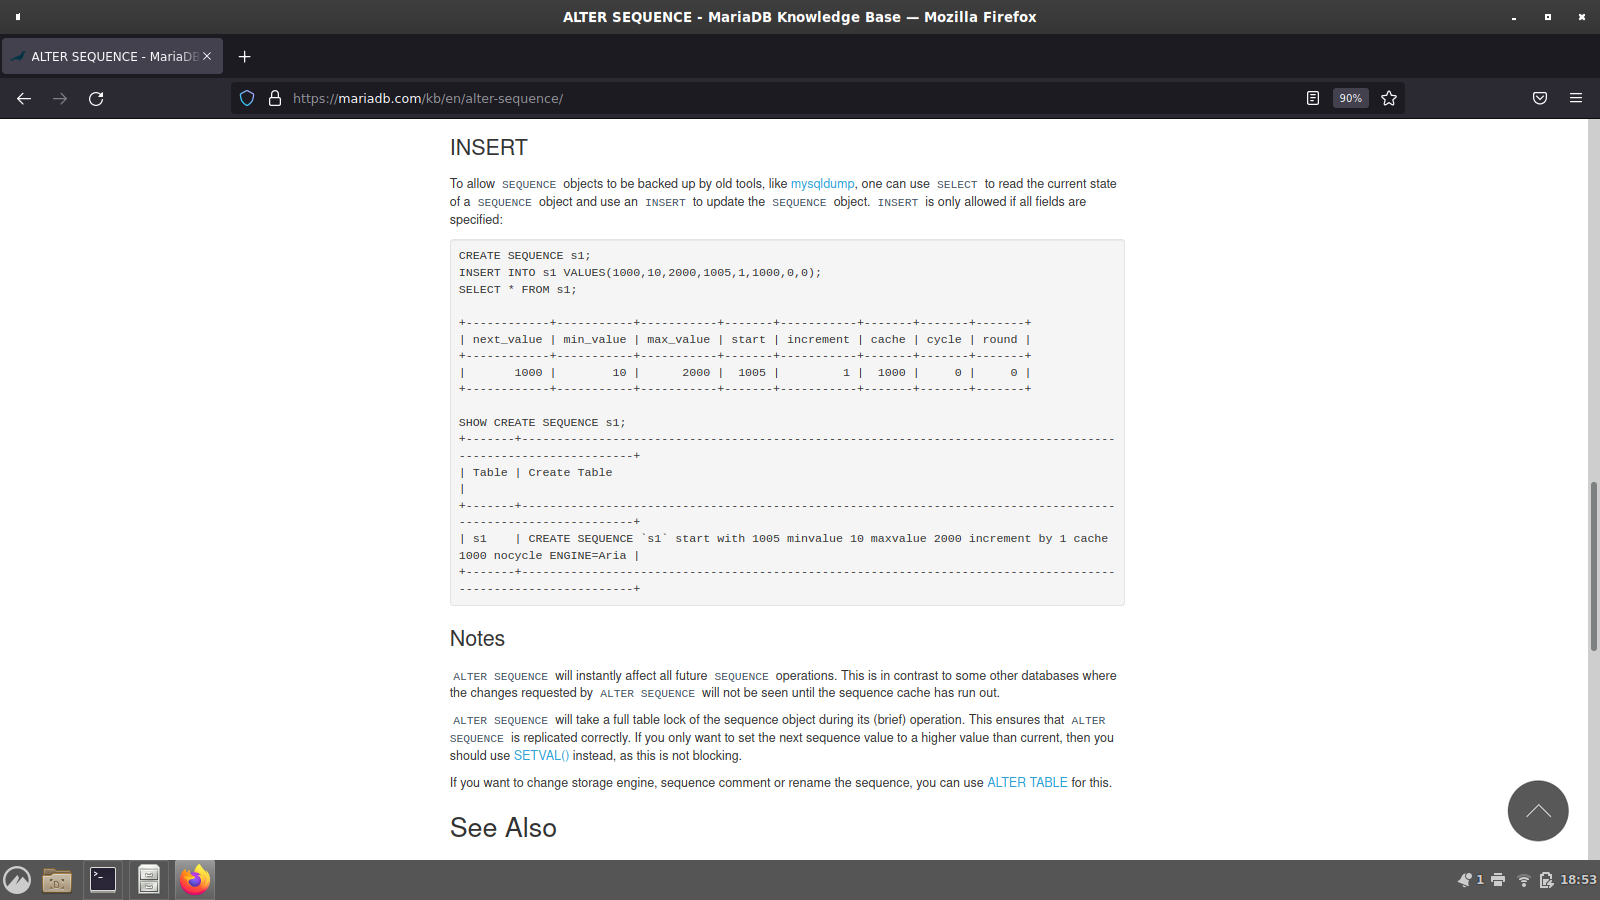 ALTER SEQUENCE - MariaDB Knowledge Base — Mozilla Firefox
ALTER SEQUENCE - MariaDB
https://mariadb.com/kb/en/alter-sequence/
90%
INSERT
To allow SEQUENCE objects to be backed up by old tools, like mysqldump, one can use SELECT to read the current state
of a SEQUENCE object and use an INSERT to update the SEQUENCE object. INSERT is only allowed if all fields are
specified:
CREATE SEQUENCE s1;
INSERT INTO s1 VALUES(1000,10,2000,1005,1,1000,0,0);
SELECT * FROM s1;
+------------+-----------+-----------+-------+-----------+-------+-------+-------+
| next_value | min_value | max_value | start | increment | cache | cycle | round |
+------------+-----------+-----------+-------+-----------+-------+-------+-------+
|       1000 |        10 |      2000 |  1005 |         1 |  1000 |     0 |     0 |
+------------+-----------+-----------+-------+-----------+-------+-------+-------+
SHOW CREATE SEQUENCE s1;
+-------+-------------------------------------------------------------------------------------
-------------------------+
| Table | Create Table
|
+-------+-------------------------------------------------------------------------------------
-------------------------+
| s1    | CREATE SEQUENCE `s1` start with 1005 minvalue 10 maxvalue 2000 increment by 1 cache
1000 nocycle ENGINE=Aria |
+-------+-------------------------------------------------------------------------------------
-------------------------+
Notes
ALTER SEQUENCE will instantly affect all future SEQUENCE operations. This is in contrast to some other databases where
the changes requested by ALTER SEQUENCE will not be seen until the sequence cache has run out.
ALTER SEQUENCE will take a full table lock of the sequence object during its (brief) operation. This ensures that ALTER
SEQUENCE is replicated correctly. If you only want to set the next sequence value to a higher value than current, then you
should use SETVAL() instead, as this is not blocking.
If you want to change storage engine, sequence comment or rename the sequence, you can use ALTER TABLE for this.
See Also
1
18:53